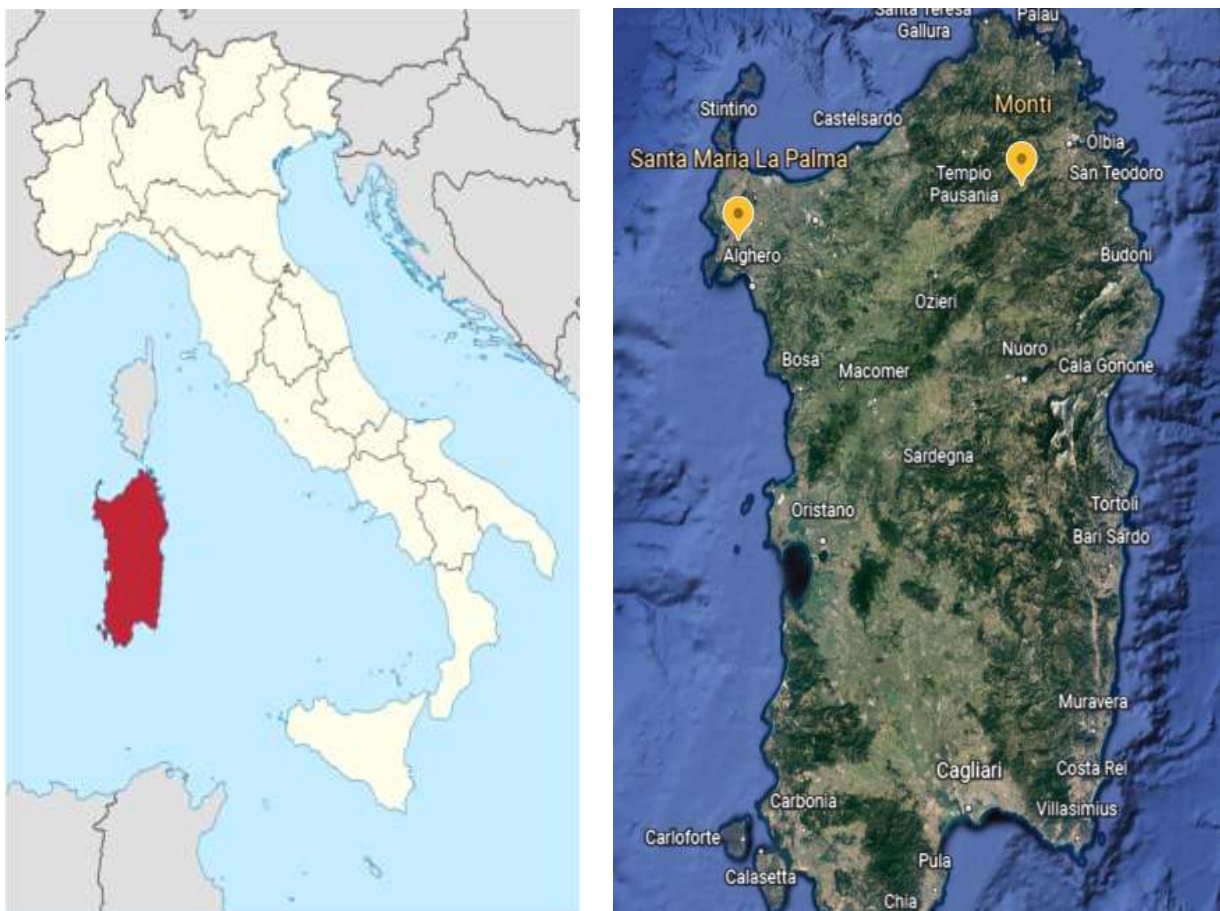 Santa Teresa
Gallura
Palau
Stintino
Castelsardo
Monti
Olbia
Santa Maria La Palma
Tempio
Pausania
San Teodoro
Alghero
Budoni
Ozieri
Bosa
Macomer
Nuoro
Cala Gonone
Sardegna
Oristano
Tortolì
Bari Sardo
Muravera
Cagliari
Costa Rei
Carbonia
Villasimius
Carloforte
Calasetta
Pula
Chia